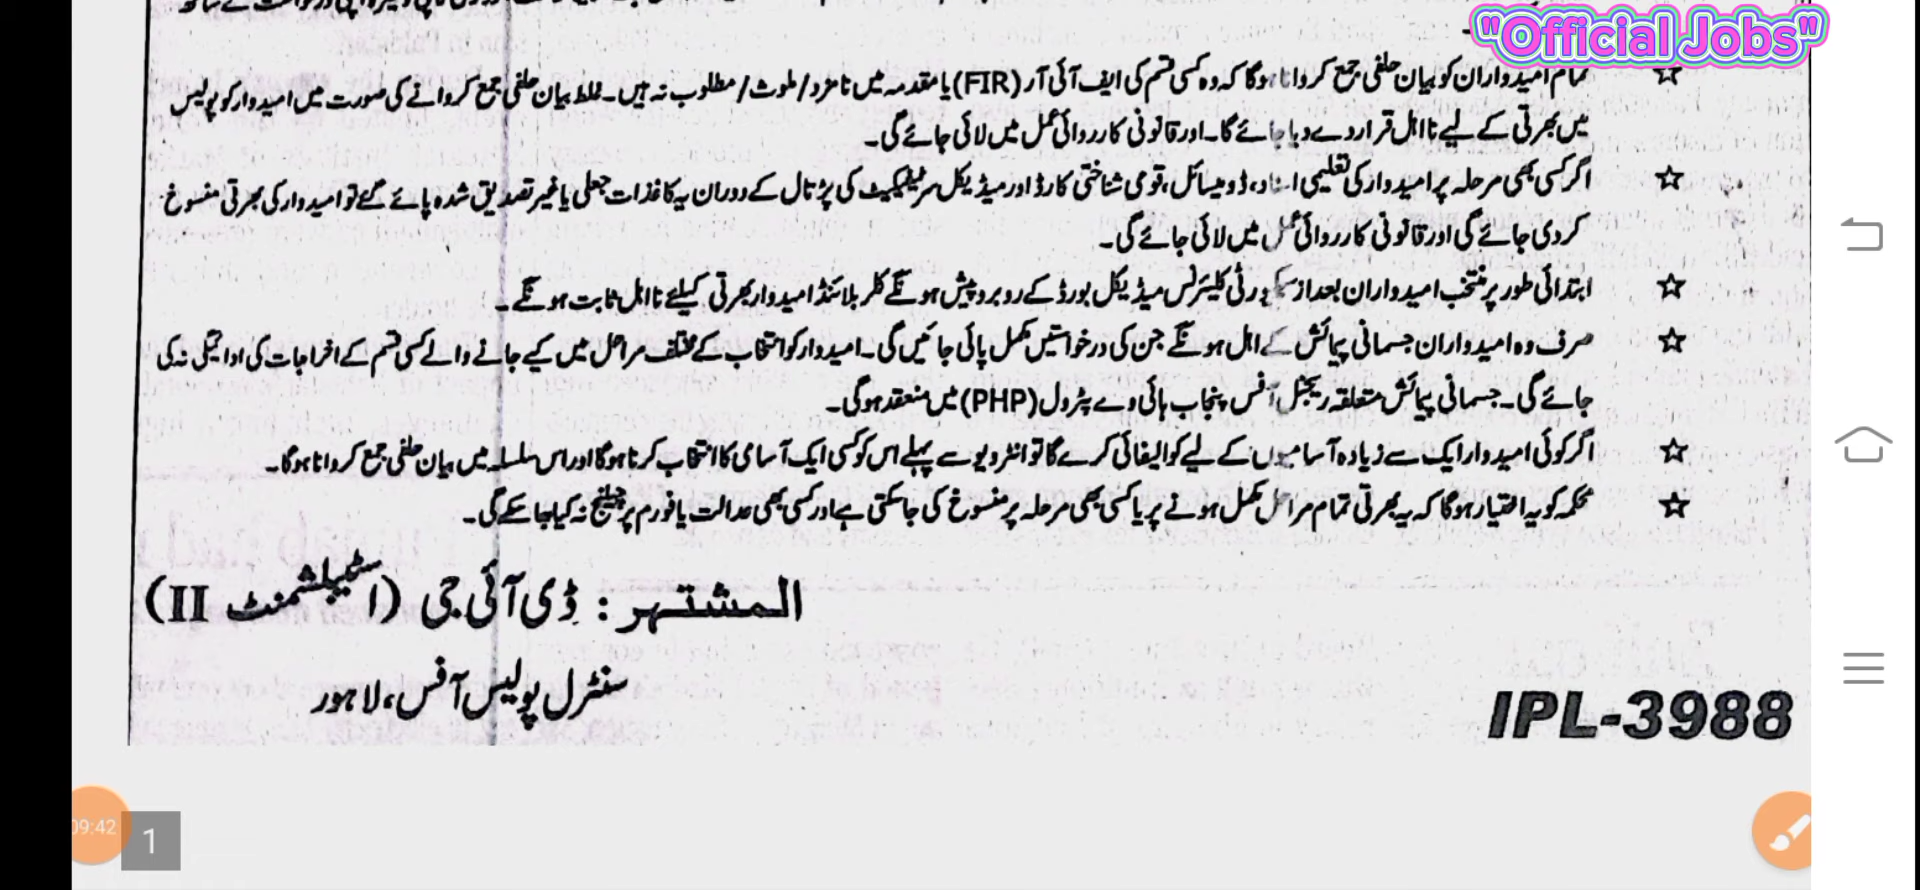 "Official Jobs"
تمام امیدواران کو بیان حلفی جمع کروانا ہوگا کہ وہ کسی قسم کی ایف آئی آر (FIR) یا مقدمہ میں نامزد/ ملوث/ مطلوب نہ ہیں۔ غلط بیان حلفی جمع کروانے کی صورت میں امیدوار کو پولیس
میں بھرتی کے لیے نااہل قرار دے دیا جائے گا۔ اور قانونی کارروائی عمل میں لائی جائے گی۔
☆ اگر کسی بھی مرحلہ پر امیدوار کی تعلیمی اسناد، ڈومیسائل، قومی شناختی کارڈ اور میڈیکل سرٹیفکیٹ کی پڑتال کے دوران یہ کاغذات جعلی یا غیر تصدیق شدہ پائے گئے تو امیدوار کی بھرتی منسوخ
کر دی جائے گی اور قانونی کارروائی عمل میں لائی جائے گی۔
☆ ابتدائی طور پر منتخب امیدواران بعد از سیکورٹی کلیئرنس میڈیکل بورڈ کے روبرو پیش ہونگے کلر بلائنڈ امیدوار بھرتی کیلئے نااہل ثابت ہونگے۔
☆ صرف وہ امیدواران جسمانی پیمائش کے اہل ہونگے جن کی درخواستیں مکمل پائی جائیں گی۔ امیدوار کو انتخاب کے مختلف مراحل میں کیے جانے والے کسی قسم کے اخراجات کی ادائیگی نہ کی
جائے گی۔ جسمانی پیمائش متعلقہ ریجنل آفس پنجاب ہائی وے پٹرول (PHP) میں منعقد ہوگی۔
☆ اگر کوئی امیدوار ایک سے زیادہ آسامیوں کے لیے کوالیفائی کرے گا تو انٹرویو سے پہلے اس کو کسی ایک آسامی کا انتخاب کرنا ہوگا اور اس سلسلہ میں بیان حلفی جمع کروانا ہوگا۔
☆ محکمہ کو یہ اختیار ہوگا کہ یہ بھرتی تمام مراحل مکمل ہونے پر یا کسی بھی مرحلہ پر منسوخ کی جا سکتی ہے اور کسی بھی عدالت یا فورم پر چیلنج نہ کیا جا سکے گی۔
المشتہر: ڈی آئی جی (اسٹیبلشمنٹ II)
سنٹرل پولیس آفس، لاہور
IPL-3988
09:42
1